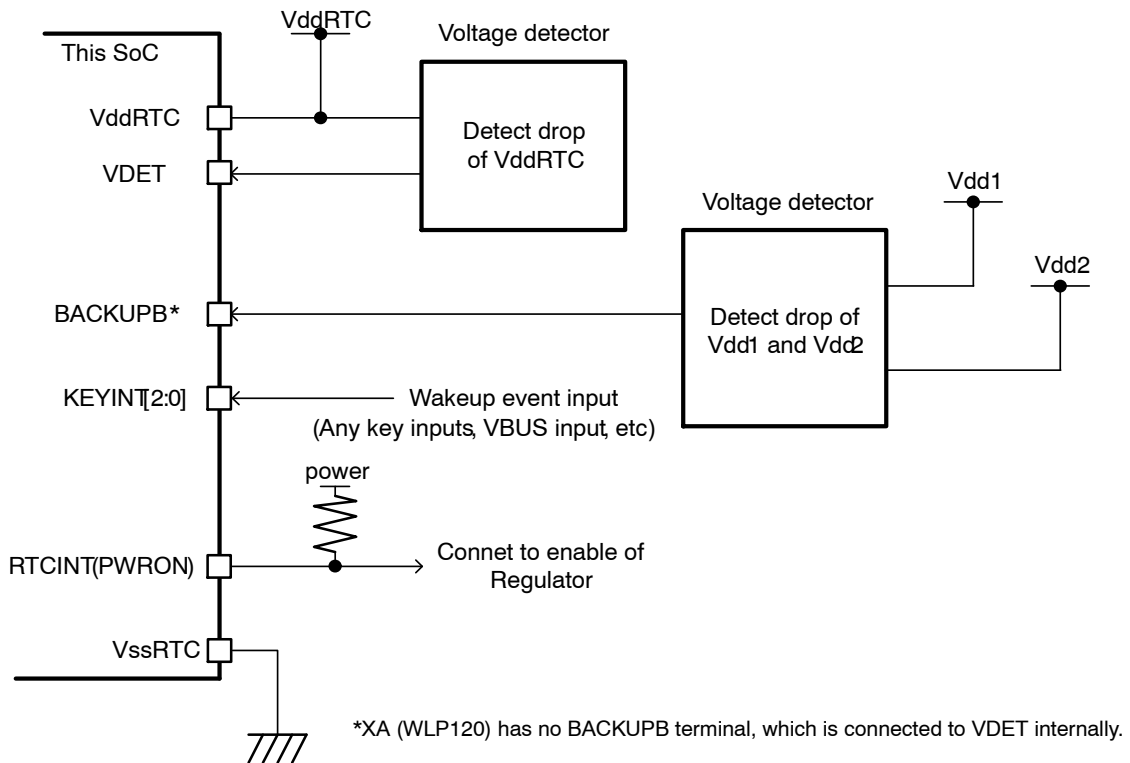 VddRTC
Voltage detector
This SoC
VddRTC
Detect drop
of VddRTC
VDET
Vdd1
Voltage detector
Vdd2
BACKUPB*
Detect drop of
Vdd1 and Vdd2
KEYINT[2:0]
Wakeup event input
(Any key inputs, VBUS input, etc)
power
RTCINT(PWRON)
Connet to enable of
Regulator
VssRTC
*XA (WLP120) has no BACKUPB terminal, which is connected to VDET internally.